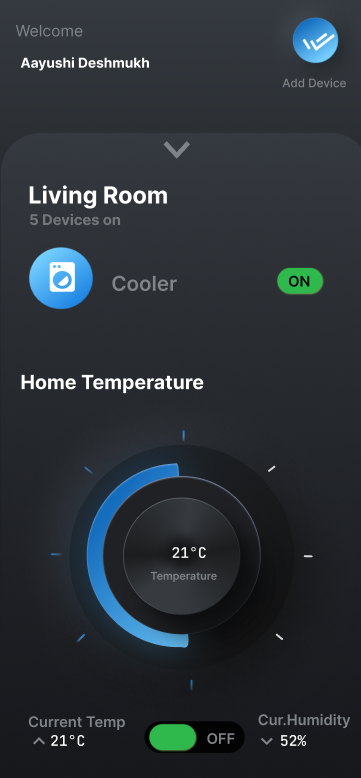 Welcome
Aayushi Deshmukh
Add Device
Living Room
5 Devices on
Cooler
ON
Home Temperature
21°C
Temperature
Current Temp
21°C
OFF
Cur.Humidity
52%